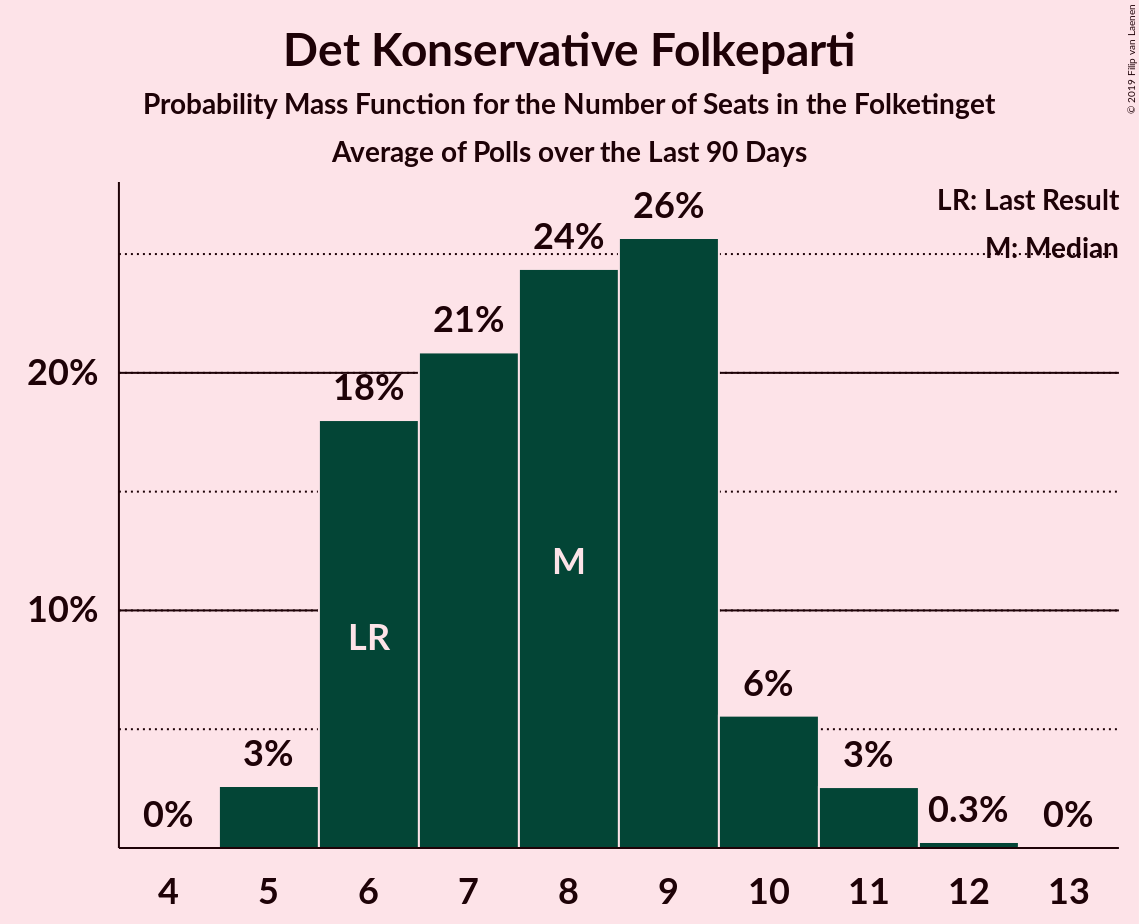 Det Konservative Folkeparti
Probability Mass Function for the Number of Seats in the Folketinget
Average of Polls over the Last 90 Days
© 2019 Filip van Laenen
LR: Last Result
M: Median
26%
24%
21%
20%
18%
M
10%
LR
6%
3%
3%
0%
0.3%
0%
4 5 6 7 8 9 10 11 12 13